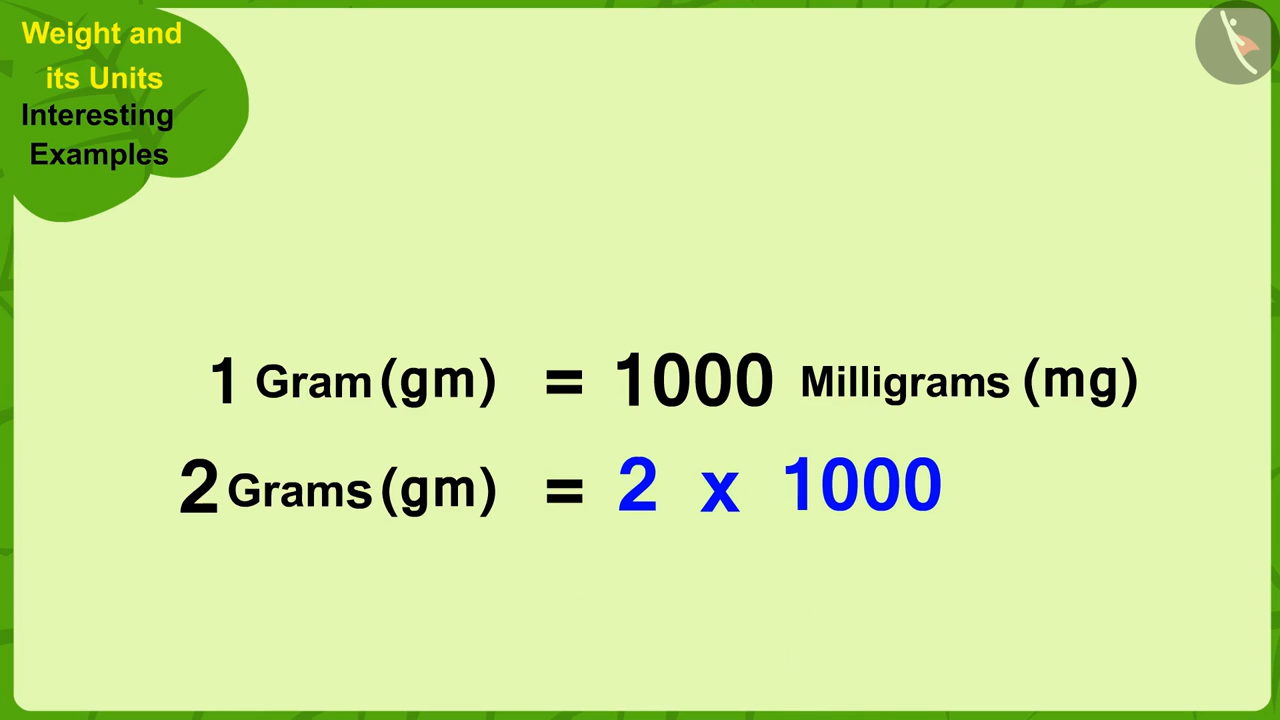 Weight and
its Units
Interesting
Examples
1 Gram (gm) = 1000 Milligrams (mg)
2 Grams (gm) = 2 x 1000